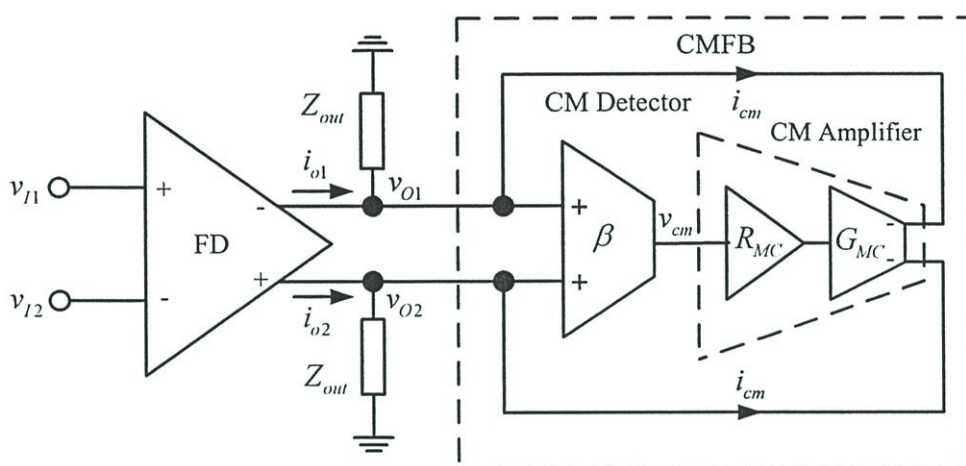 CMFB
CM Detector
i_cm
CM Amplifier
Z_out
i_o1
v_O1
v_I1
+
-
FD
+
-
v_I2
i_o2
v_O2
Z_out
+
+
β
v_cm
R_MC
G_MC
-
-
i_cm